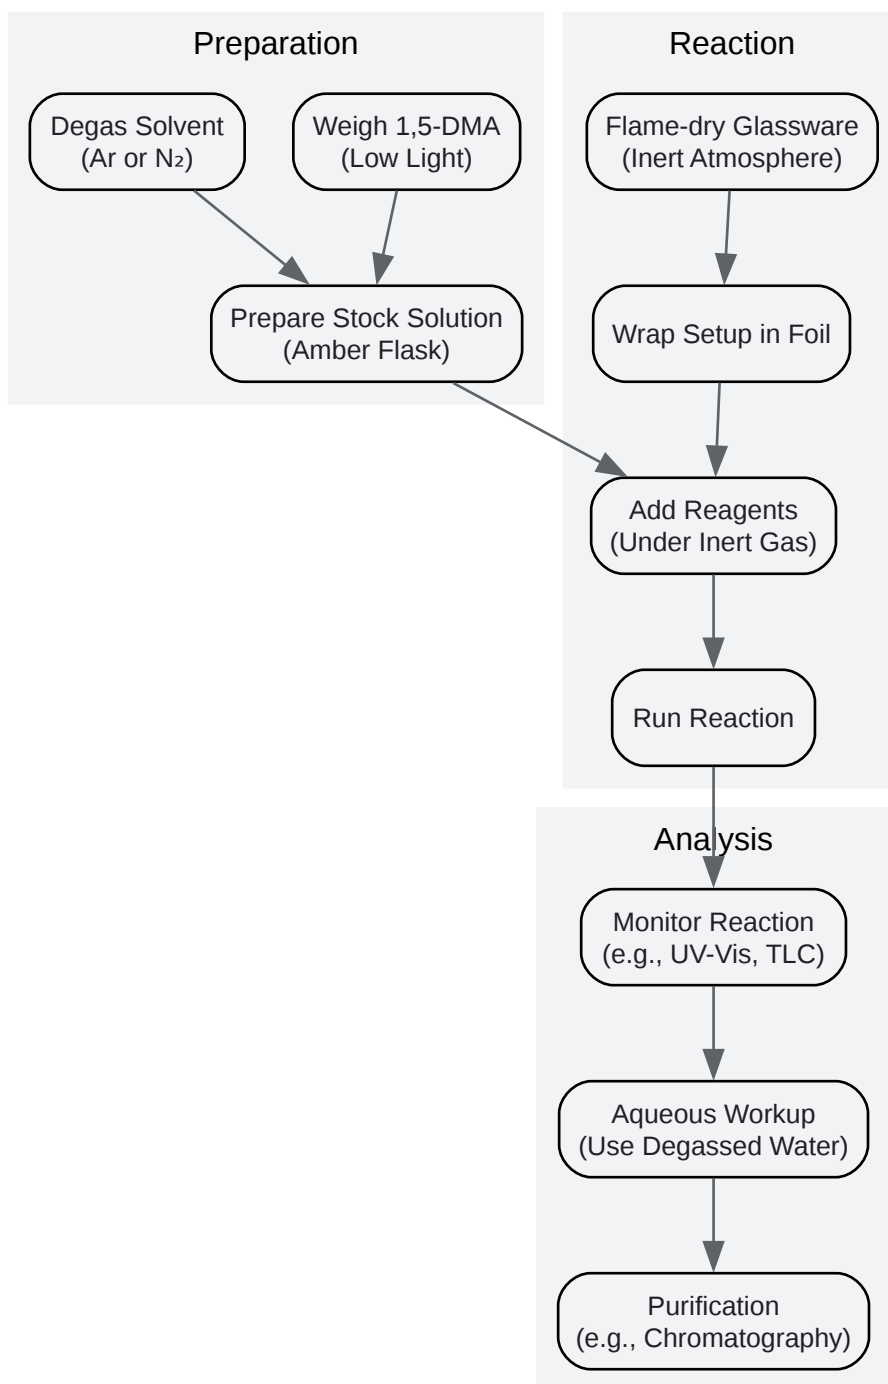 Preparation
Degas Solvent
(Ar or N₂)
Weigh 1,5-DMA
(Low Light)
Prepare Stock Solution
(Amber Flask)
Reaction
Flame-dry Glassware
(Inert Atmosphere)
Wrap Setup in Foil
Add Reagents
(Under Inert Gas)
Run Reaction
Analysis
Monitor Reaction
(e.g., UV-Vis, TLC)
Aqueous Workup
(Use Degassed Water)
Purification
(e.g., Chromatography)